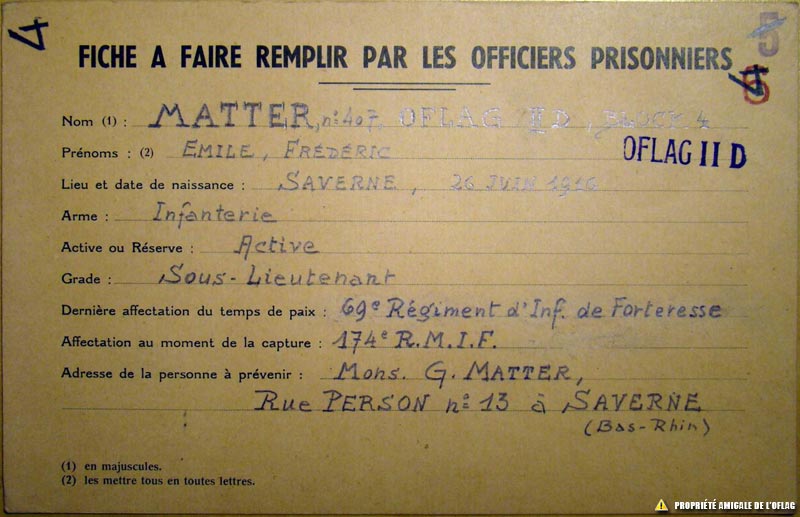 4
5
FICHE A FAIRE REMPLIR PAR LES OFFICIERS PRISONNIERS
4
5
Nom (1) : MATTER, nº 407, OFLAG II D, BLOCK 4
Prénoms : (2) EMILE, FRÉDÉRIC
OFLAG II D
Lieu et date de naissance : SAVERNE, 26 JUIN 1916
Arme : Infanterie
Active ou Réserve : Active
Grade : Sous-Lieutenant
Dernière affectation du temps de paix : 69e Régiment d'Inf. de Forteresse
Affectation au moment de la capture : 174e R.M.I.F.
Adresse de la personne à prévenir : Mons. G. MATTER,
Rue PERSON nº 13 à SAVERNE
(Bas-Rhin)
(1) en majuscules.
(2) les mettre tous en toutes lettres.
PROPRIÉTÉ AMICALE DE L'OFLAG